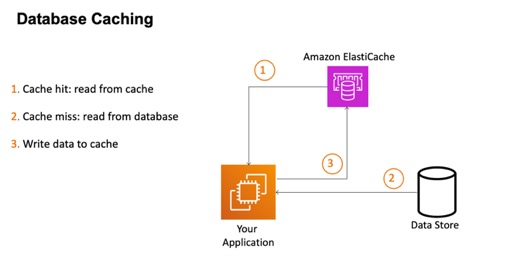 Database Caching
1. Cache hit: read from cache
2. Cache miss: read from database
3. Write data to cache
Amazon ElastiCache
1
3
2
Your
Application
Data Store